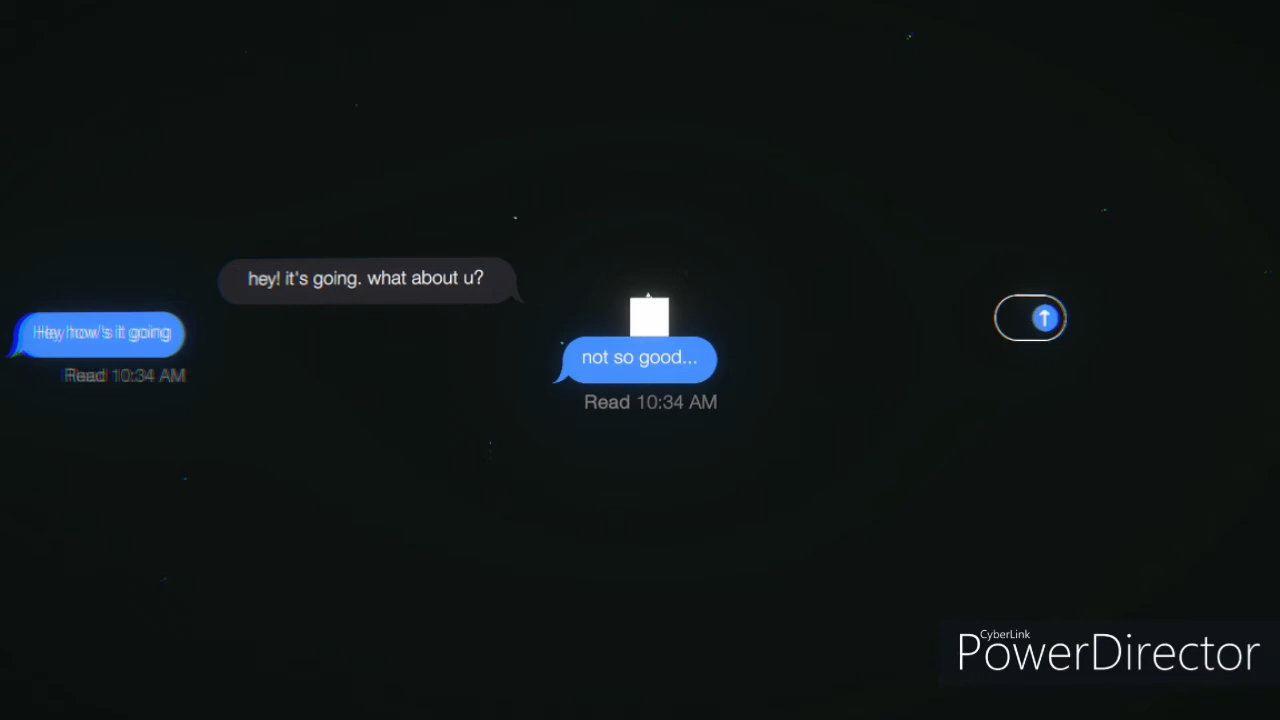 hey! it's going. what about u?
Hey how's it going
Read 10:34 AM
not so good...
Read 10:34 AM
CyberLink
PowerDirector